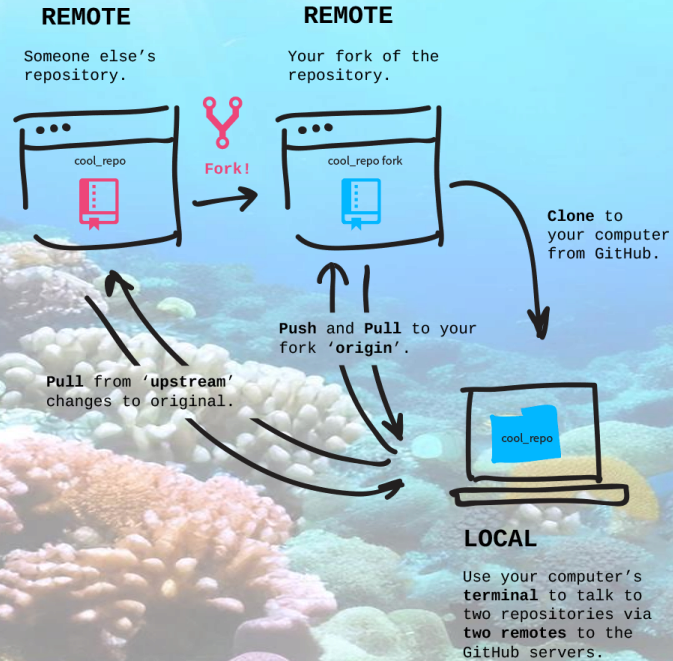 REMOTE
Someone else's
repository.
cool_repo
Fork!
REMOTE
Your fork of the
repository.
cool_repo fork
Clone to
your computer
from GitHub.
Push and Pull to your
fork ‘origin’.
Pull from ‘upstream’
changes to original.
cool_repo
LOCAL
Use your computer's
terminal to talk to
two repositories via
two remotes to the
GitHub servers.